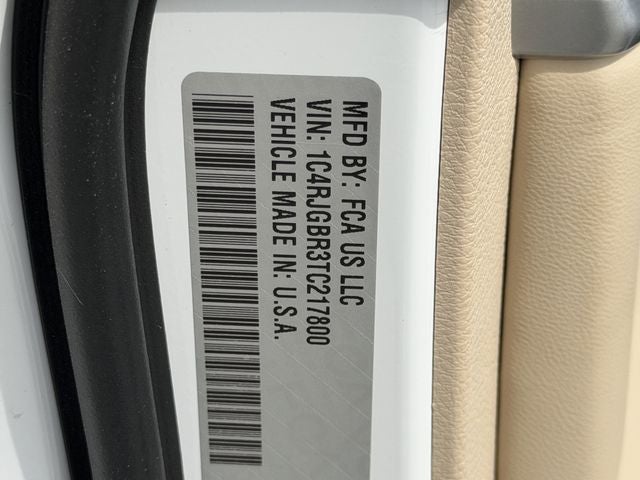 MFD BY: FCA US LLC
VIN: 1C4RJGBR3TC217800
VEHICLE MADE IN: U.S.A.